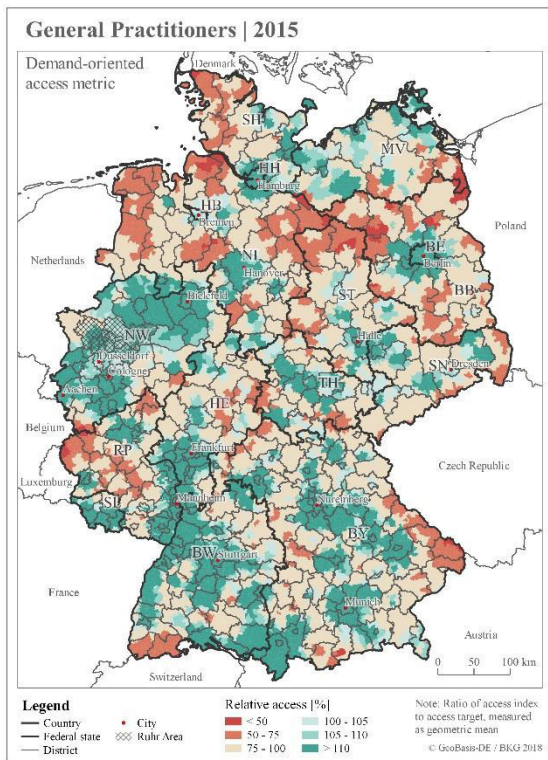 General Practitioners | 2015
Demand-oriented
access metric
Denmark
SH
MV
HH
Hamburg
HB
Bremen
Poland
BE
Berlin
Netherlands
NI
Hanover
ST
BB
Bielefeld
NW
Halle
Düsseldorf
Cologne
SN
Dresden
Aachen
TH
HE
Belgium
RP
Frankfurt
Czech Republic
Luxemburg
SL
Mannheim
Nuremberg
BY
BW
Stuttgart
France
Munich
Austria
Switzerland
0
100 km
Legend
Country
Federal state
District
City
Ruhr Area
Relative access [%]
< 50
50 - 75
75 - 100
100 - 105
105 - 110
> 110
Note: Ratio of access index
to access target, measured
as geometric mean
© GeoBasis-DE / BKG 2018